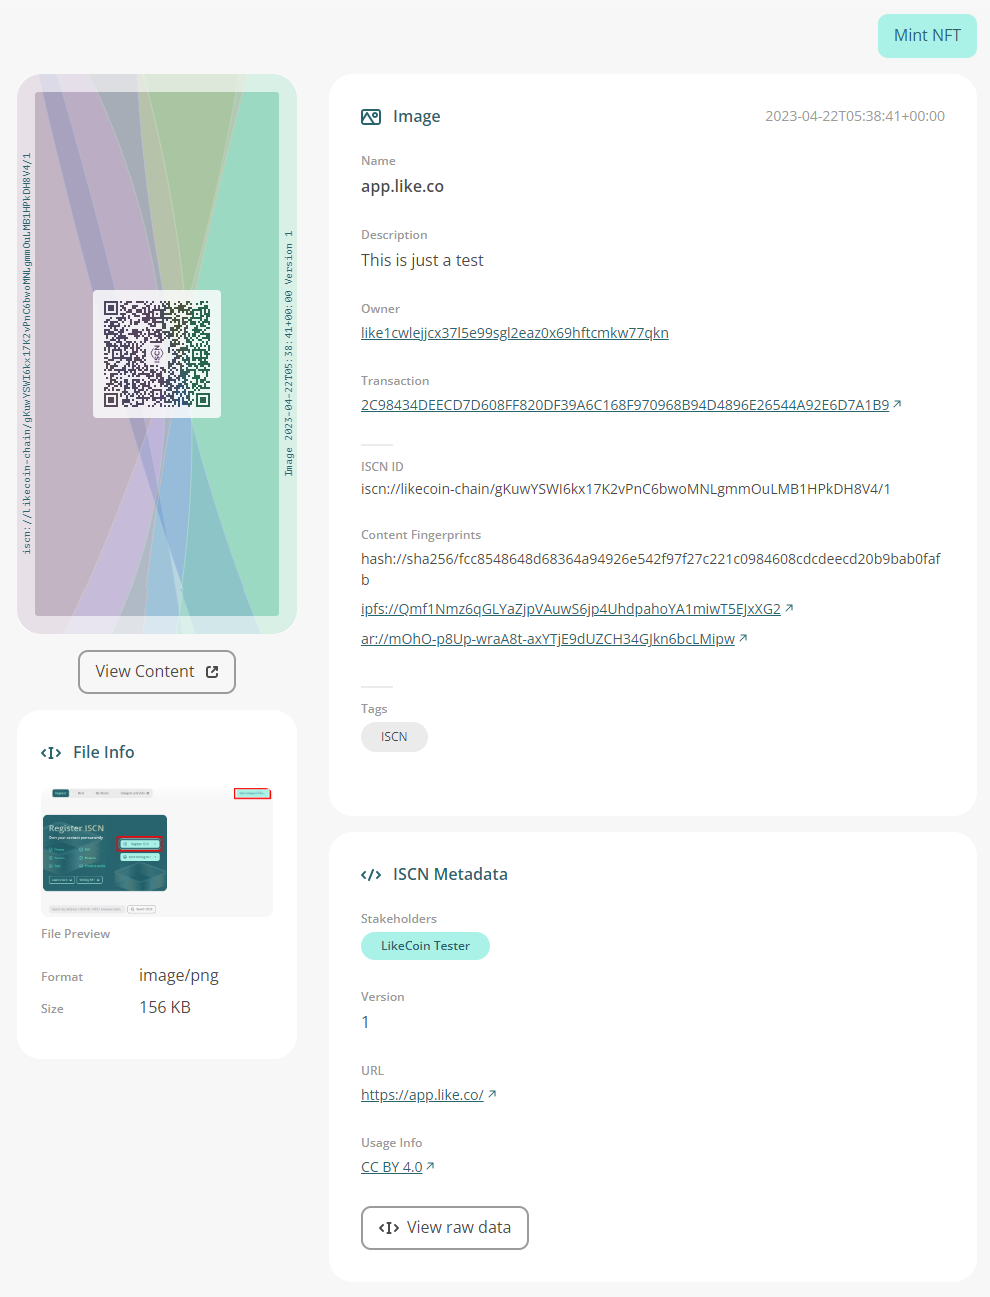 Mint NFT
iscn://likecoin-chain/gKuwYSWI6kx17K2vPnC6bwoMNLgmmOuLMB1HPkDH8V4/1
Image 2023-04-22T05:38:41+00:00 Version 1
ISCN
View Content
File Info
Register ISCN
File Preview
Format image/png
Size 156 KB
Image 2023-04-22T05:38:41+00:00
Name
app.like.co
Description
This is just a test
Owner
like1cwlejjcx37l5e99sgl2eaz0x69hftcmkw77qkn
Transaction
2C98434DEECD7D608FF820DF39A6C168F970968B94D4896E26544A92E6D7A1B9
ISCN ID
iscn://likecoin-chain/gKuwYSWI6kx17K2vPnC6bwoMNLgmmOuLMB1HPkDH8V4/1
Content Fingerprints
hash://sha256/fcc8548648d68364a94926e542f97f27c221c0984608cdcdeecd20b9bab0faf
b
ipfs://Qmf1Nmz6qGLYaZjpVAuwS6jp4UhdpahoYA1miwT5EJxXG2
ar://mOhO-p8Up-wraA8t-axYTjE9dUZCH34GJkn6bcLMipw
Tags
ISCN
ISCN Metadata
Stakeholders
LikeCoin Tester
Version
1
URL
https://app.like.co/
Usage Info
CC BY 4.0
View raw data